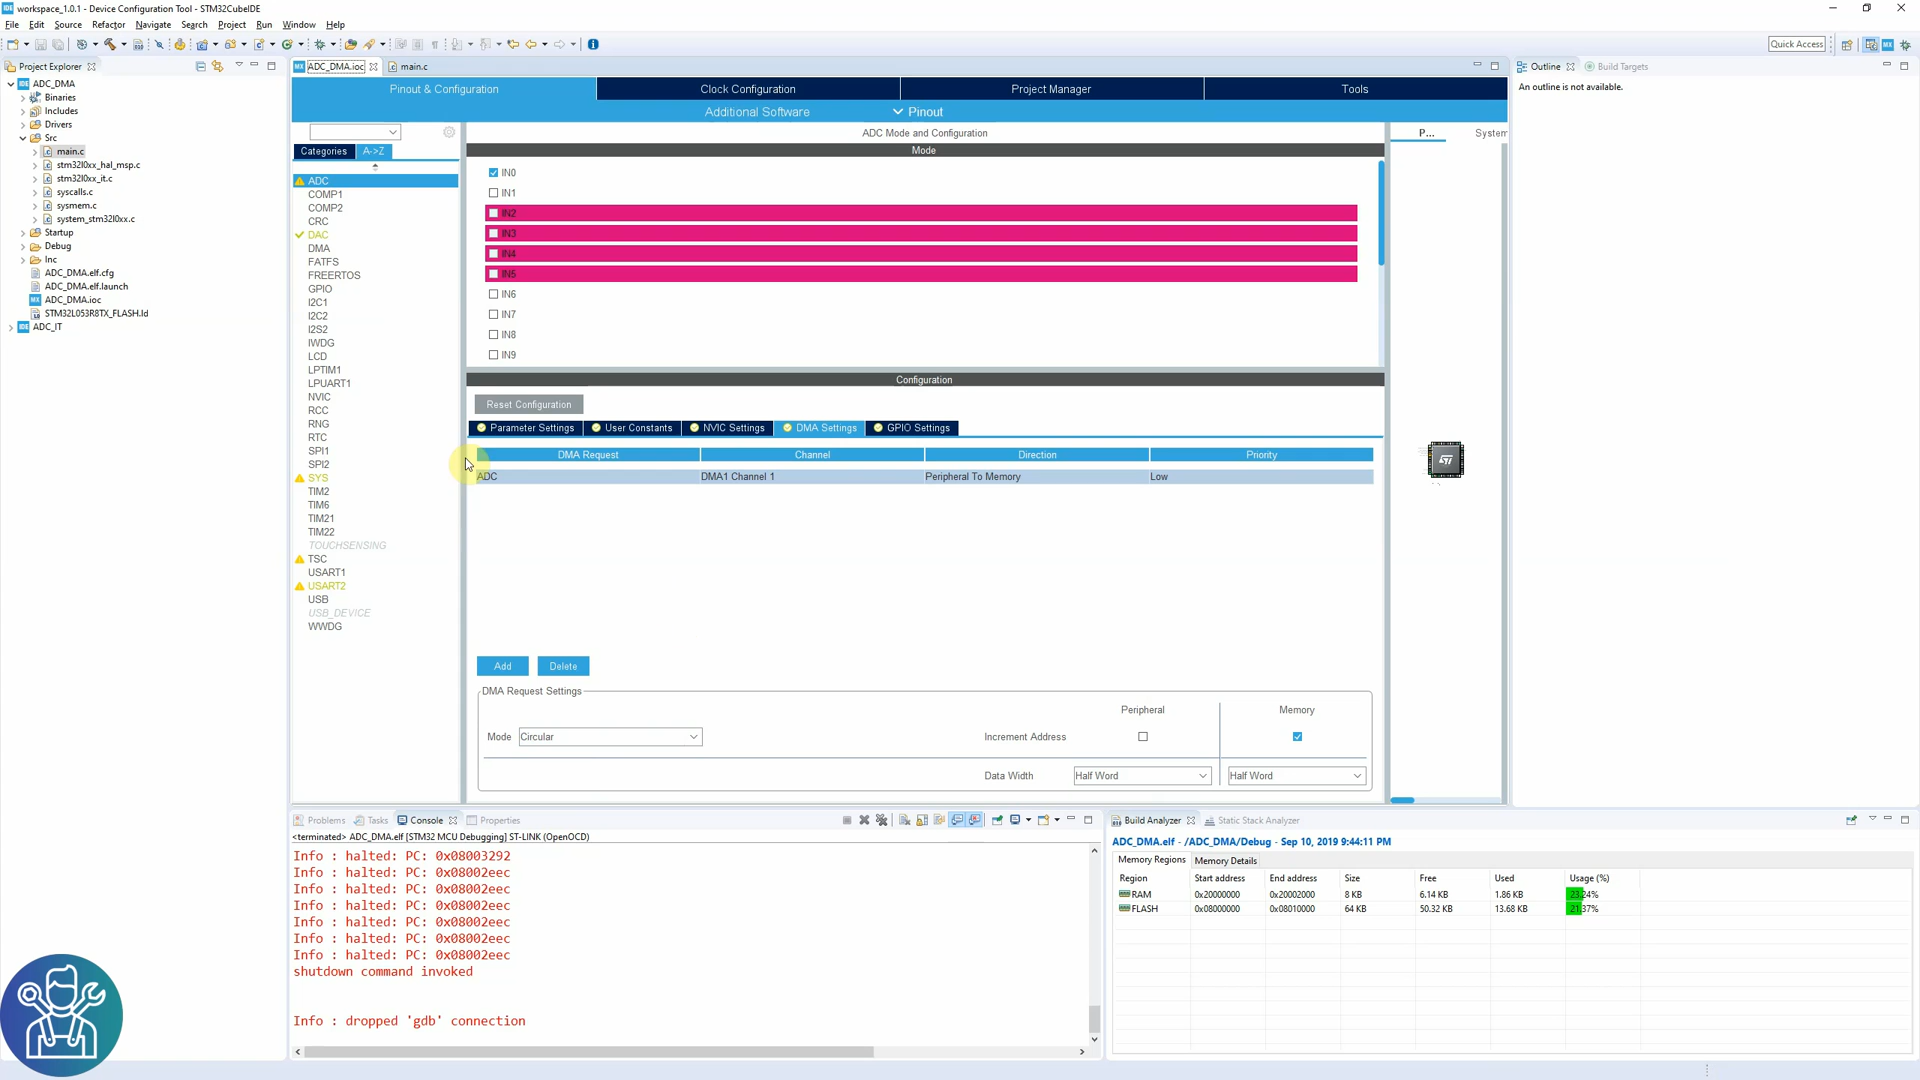 workspace_1.0.1 - Device Configuration Tool - STM32CubeIDE
File Edit Source Refactor Navigate Search Project Run Window Help
Quick Access
Project Explorer
ADC_DMA
Binaries
Includes
Drivers
Src
main.c
stm32l0xx_hal_msp.c
stm32l0xx_it.c
syscalls.c
sysmem.c
system_stm32l0xx.c
Startup
Debug
Inc
ADC_DMA.elf.cfg
ADC_DMA.elf.launch
ADC_DMA.ioc
STM32L053R8TX_FLASH.ld
ADC_IT
ADC_DMA.ioc main.c
Pinout & Configuration Clock Configuration Project Manager Tools
Additional Software Pinout
Categories A->Z
ADC
COMP1
COMP2
CRC
DAC
DMA
FATFS
FREERTOS
GPIO
I2C1
I2C2
I2S2
IWDG
LCD
LPTIM1
LPUART1
NVIC
RCC
RNG
RTC
SPI1
SPI2
SYS
TIM2
TIM6
TIM21
TIM22
TOUCHSENSING
TSC
USART1
USART2
USB
USB_DEVICE
WWDG
ADC Mode and Configuration
Mode
IN0
IN1
IN2
IN3
IN4
IN5
IN6
IN7
IN8
IN9
Configuration
Reset Configuration
Parameter Settings User Constants NVIC Settings DMA Settings GPIO Settings
DMA Request Channel Direction Priority
ADC DMA1 Channel 1 Peripheral To Memory Low
Add Delete
DMA Request Settings
Peripheral Memory
Mode Circular Increment Address
Data Width Half Word Half Word
P... System
Outline Build Targets
An outline is not available.
Problems Tasks Console Properties
<terminated> ADC_DMA.elf [STM32 MCU Debugging] ST-LINK (OpenOCD)
Info : halted: PC: 0x08003292
Info : halted: PC: 0x08002eec
Info : halted: PC: 0x08002eec
Info : halted: PC: 0x08002eec
Info : halted: PC: 0x08002eec
Info : halted: PC: 0x08002eec
Info : halted: PC: 0x08002eec
shutdown command invoked
Info : dropped 'gdb' connection
Build Analyzer Static Stack Analyzer
ADC_DMA.elf - /ADC_DMA/Debug - Sep 10, 2019 9:44:11 PM
Memory Regions Memory Details
Region Start address End address Size Free Used Usage (%)
RAM 0x20000000 0x20002000 8 KB 6.14 KB 1.86 KB 23.24%
FLASH 0x08000000 0x08010000 64 KB 50.32 KB 13.68 KB 21.37%